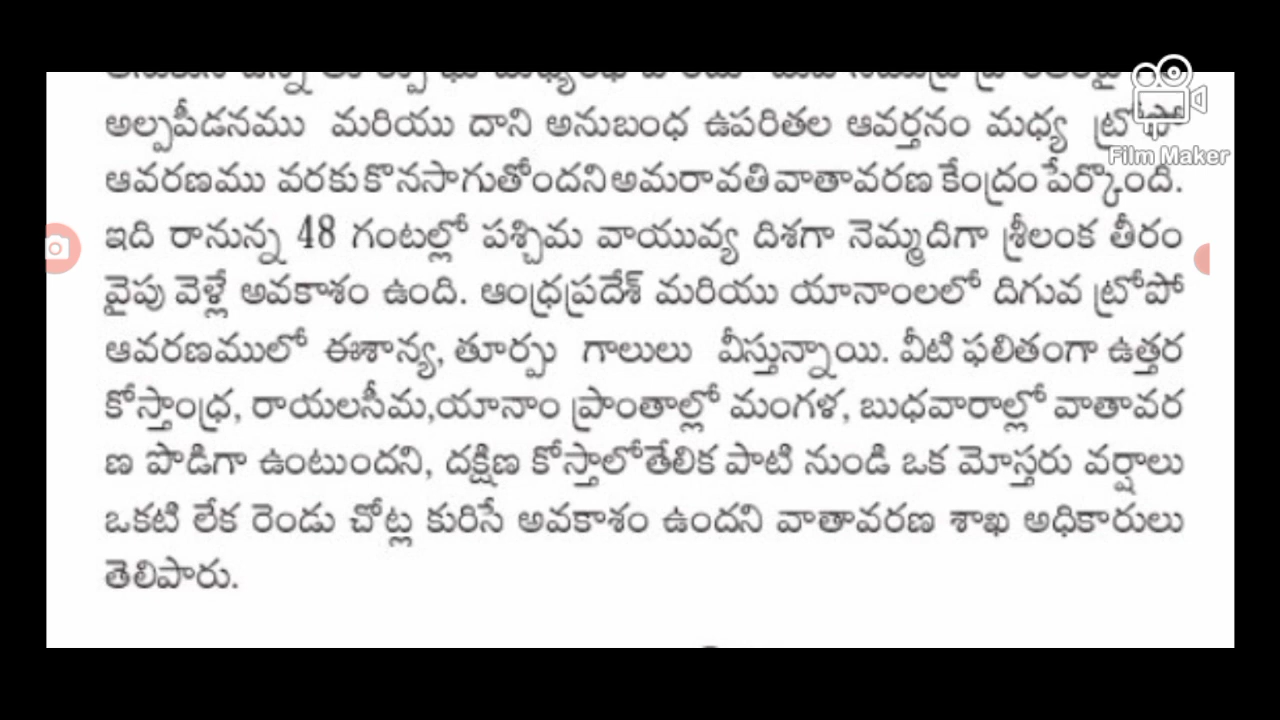 అల్పపీడనము మరియు దాని అనుబంధ ఉపరితల ఆవర్తనం మధ్య ట్రోపో
Film Maker
ఆవరణము వరకు కొనసాగుతోందని అమరావతి వాతావరణ కేంద్రం పేర్కొంది.
ఇది రానున్న 48 గంటల్లో పశ్చిమ వాయువ్య దిశగా నెమ్మదిగా శ్రీలంక తీరం
వైపు వెళ్లే అవకాశం ఉంది. ఆంధ్రప్రదేశ్ మరియు యానాంలలో దిగువ ట్రోపో
ఆవరణములో ఈశాన్య, తూర్పు గాలులు వీస్తున్నాయి. వీటి ఫలితంగా ఉత్తర
కోస్తాంధ్ర, రాయలసీమ,యానాం ప్రాంతాల్లో మంగళ, బుధవారాల్లో వాతావర
ణ పొడిగా ఉంటుందని, దక్షిణ కోస్తాలోతేలిక పాటి నుండి ఒక మోస్తరు వర్షాలు
ఒకటి లేక రెండు చోట్ల కురిసే అవకాశం ఉందని వాతావరణ శాఖ అధికారులు
తెలిపారు.